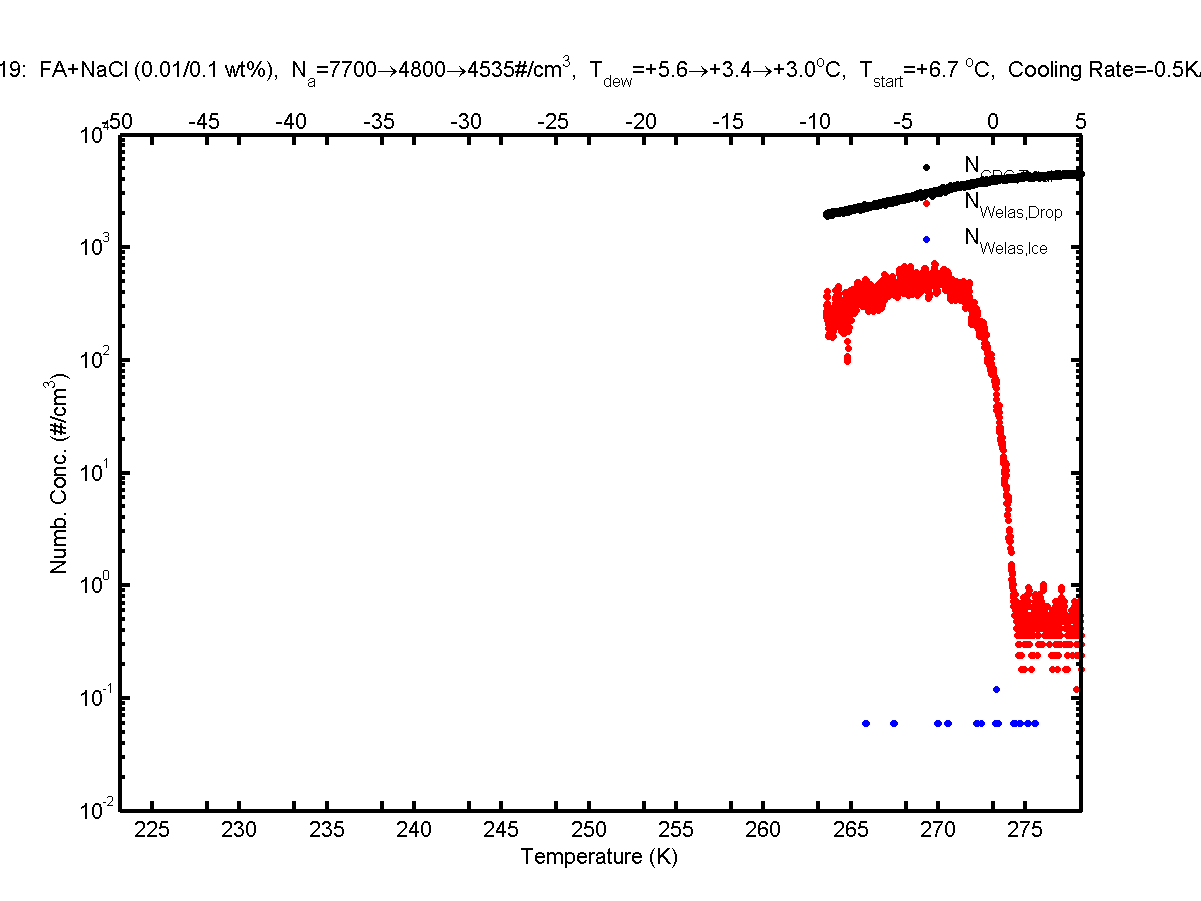 19: FA+NaCl (0.01/0.1 wt%), Na=7700→4800→4535#/cm3, Tdew=+5.6→+3.4→+3.0oC, Tstart=+6.7 oC, Cooling Rate=-0.5K
-50 -45 -40 -35 -30 -25 -20 -15 -10 -5 0 5
104
N
NWelas,Drop
103
NWelas,Ice
102
101
100
10-1
10-2
Numb. Conc. (#/cm3)
225 230 235 240 245 250 255 260 265 270 275
Temperature (K)